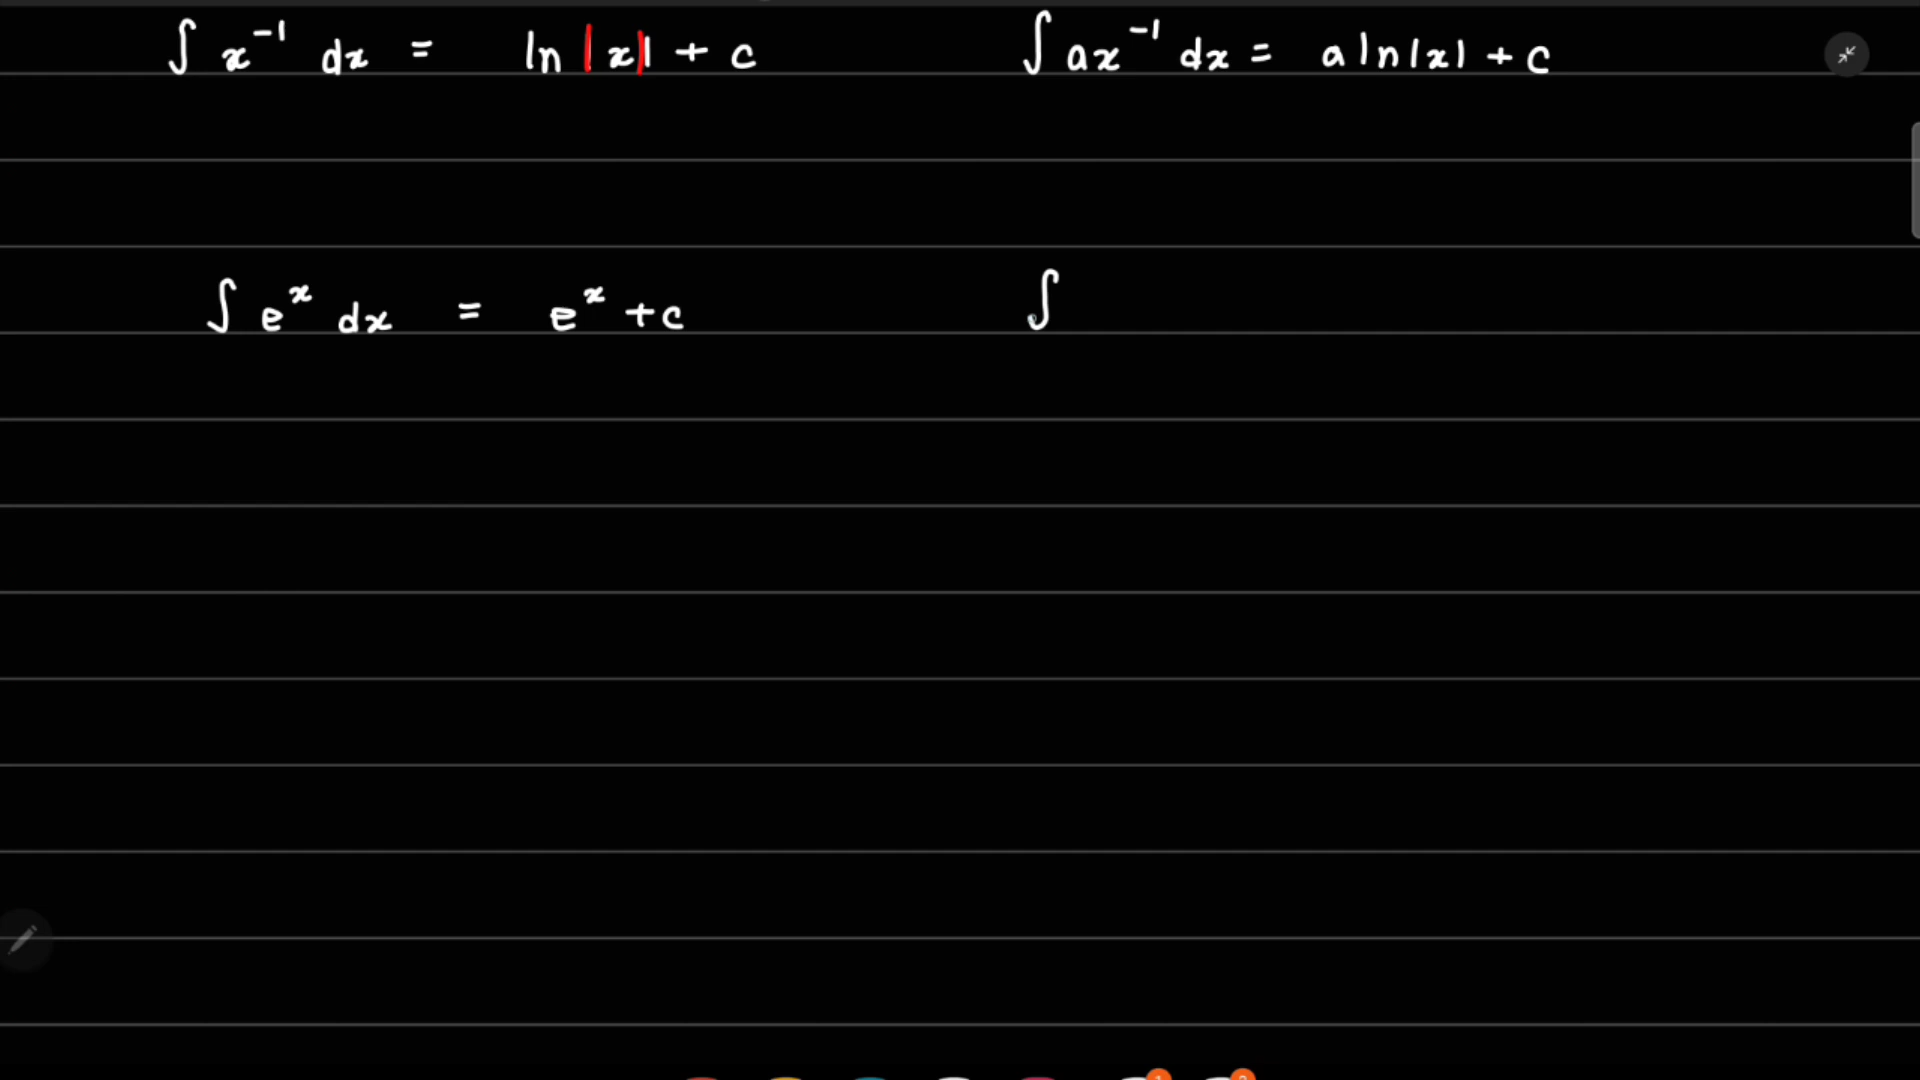 ∫ x⁻¹ dx = ln |x| + c ∫ ax⁻¹ dx = a ln|x| + c
∫ eˣ dx = eˣ + c ∫